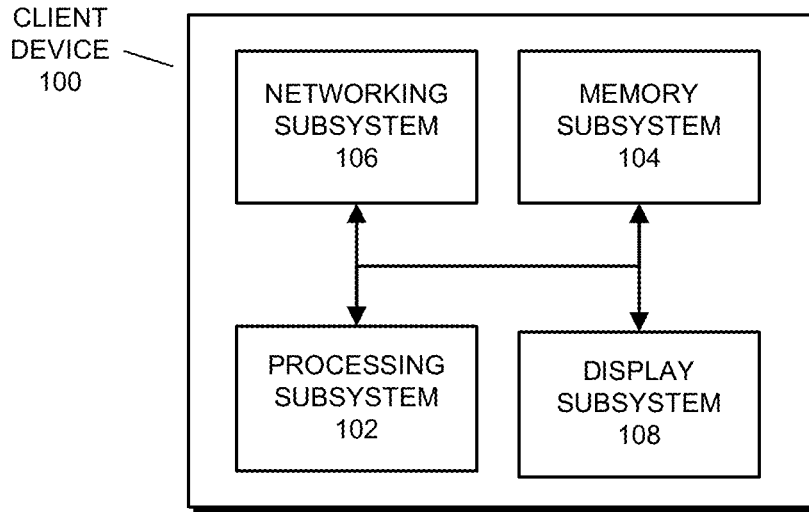 CLIENT
DEVICE
100
NETWORKING
SUBSYSTEM
106
MEMORY
SUBSYSTEM
104
PROCESSING
SUBSYSTEM
102
DISPLAY
SUBSYSTEM
108